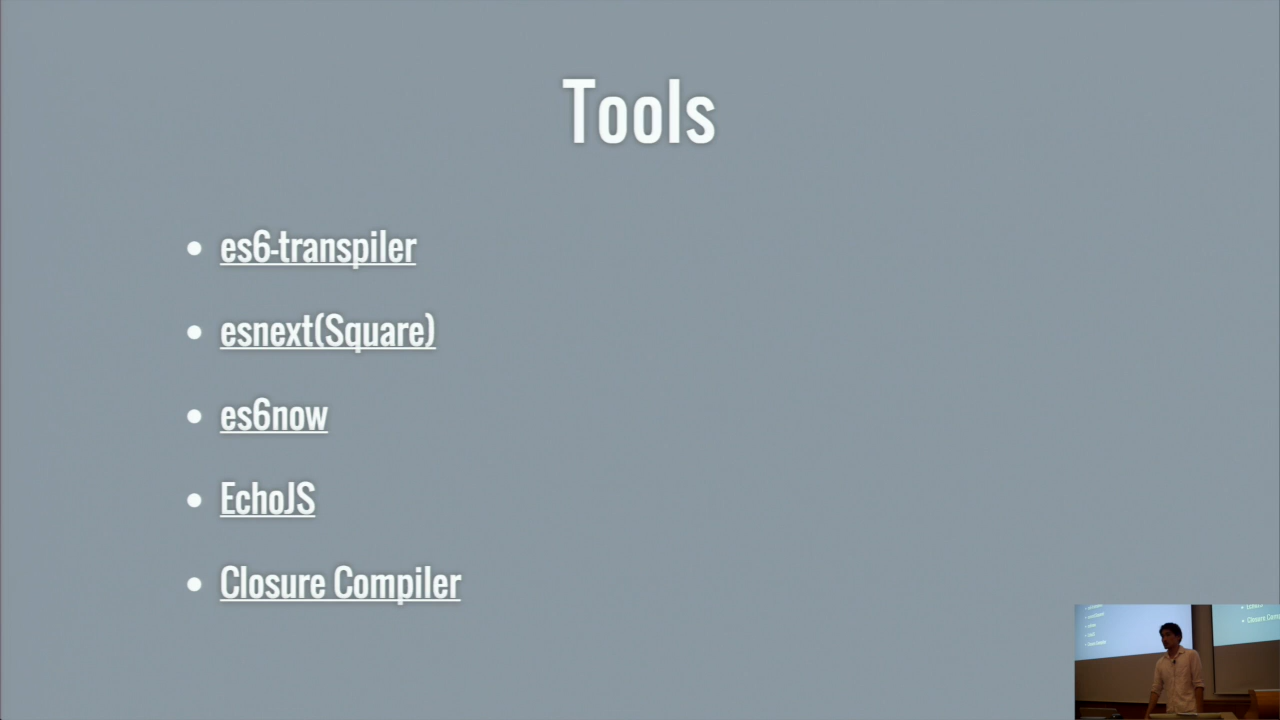 Tools
es6-transpiler
esnext(Square)
es6now
EchoJS
Closure Compiler